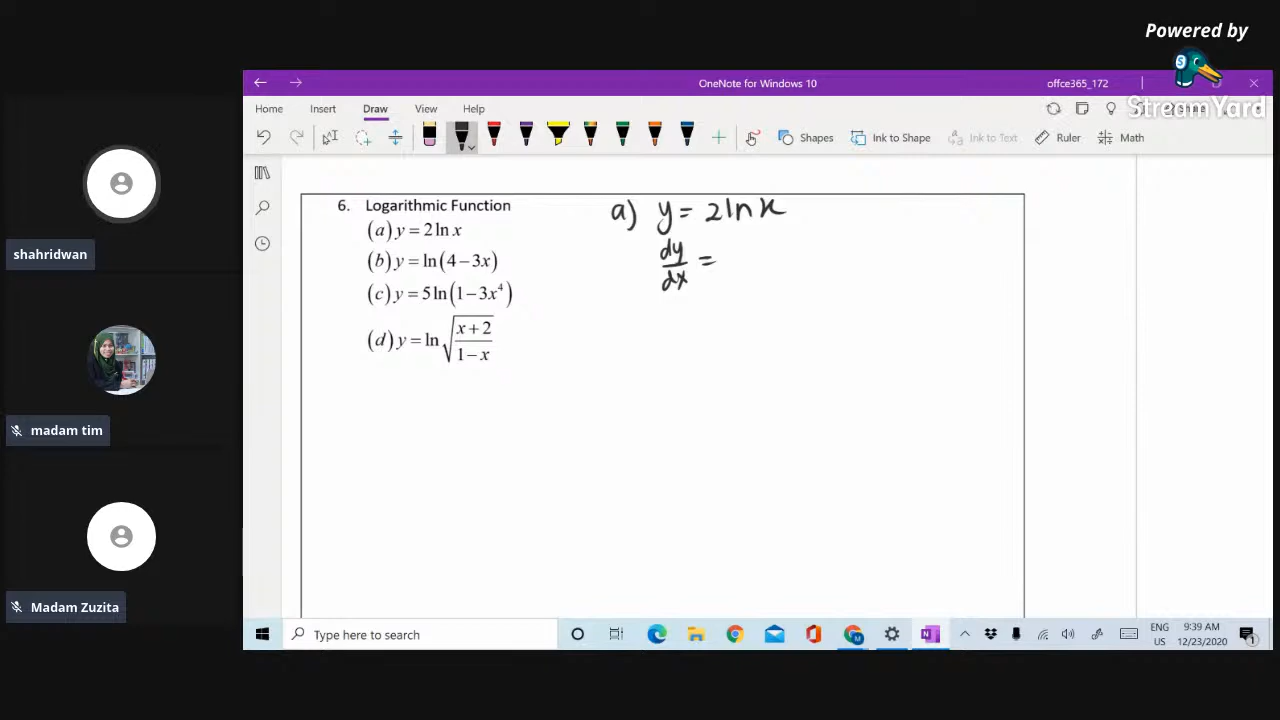 Powered by
StreamYard
OneNote for Windows 10
offce365_172
Home Insert Draw View Help
Shapes Ink to Shape Ink to Text Ruler Math
6. Logarithmic Function
(a) y = 2 ln x
(b) y = ln(4 − 3x)
(c) y = 5 ln(1 − 3x⁴)
(d) y = ln √((x + 2)/(1 − x))
a) y = 2 ln x
dy/dx =
shahridwan
madam tim
Madam Zuzita
Type here to search
ENG
US
9:39 AM
12/23/2020
1